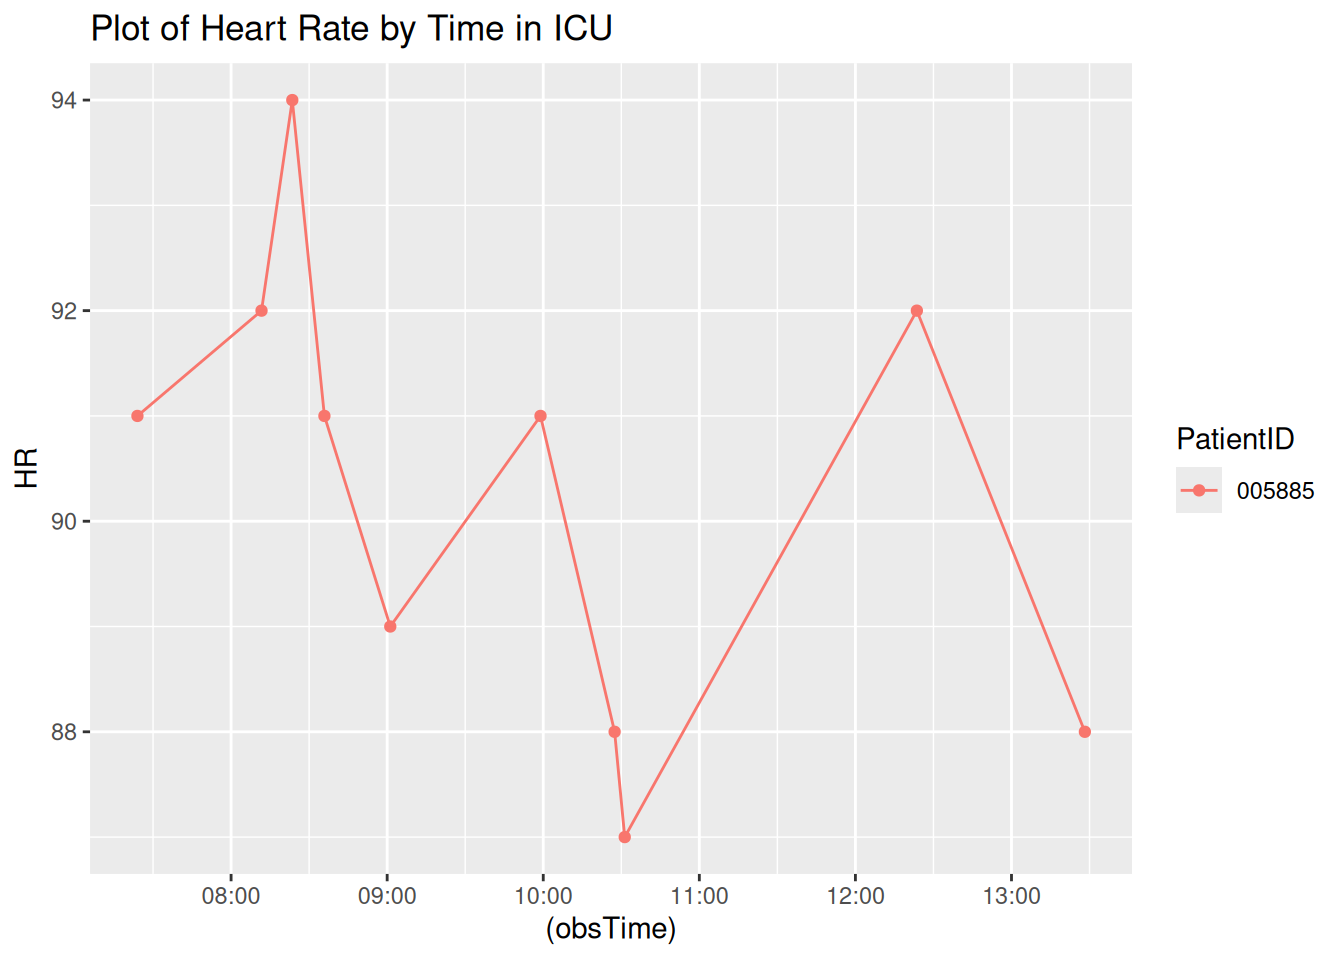 Plot of Heart Rate by Time in ICU
94
92
90
88
HR
08:00 09:00 10:00 11:00 12:00 13:00
(obsTime)
PatientID
005885